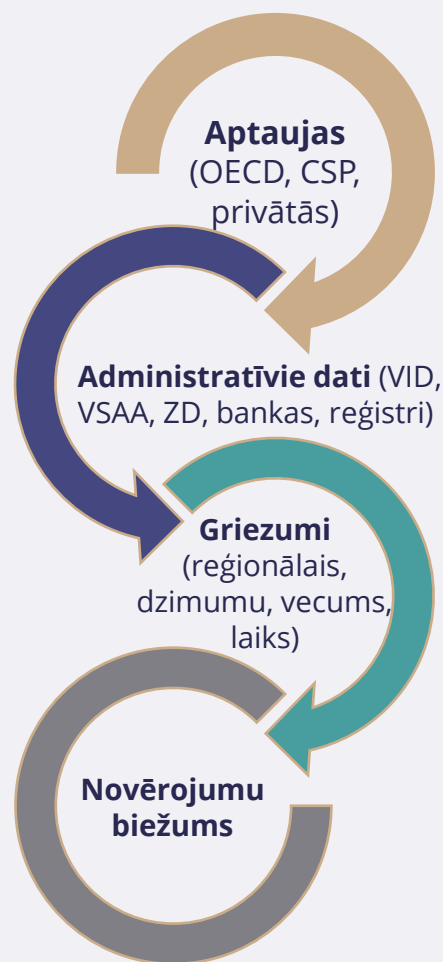 Aptaujas
(OECD, CSP,
privātās)
Administratīvie dati (VID,
VSAA, ZD, bankas, reģistri)
Griezumi
(reģionālais,
dzimumu, vecums,
laiks)
Novērojumu
biežums